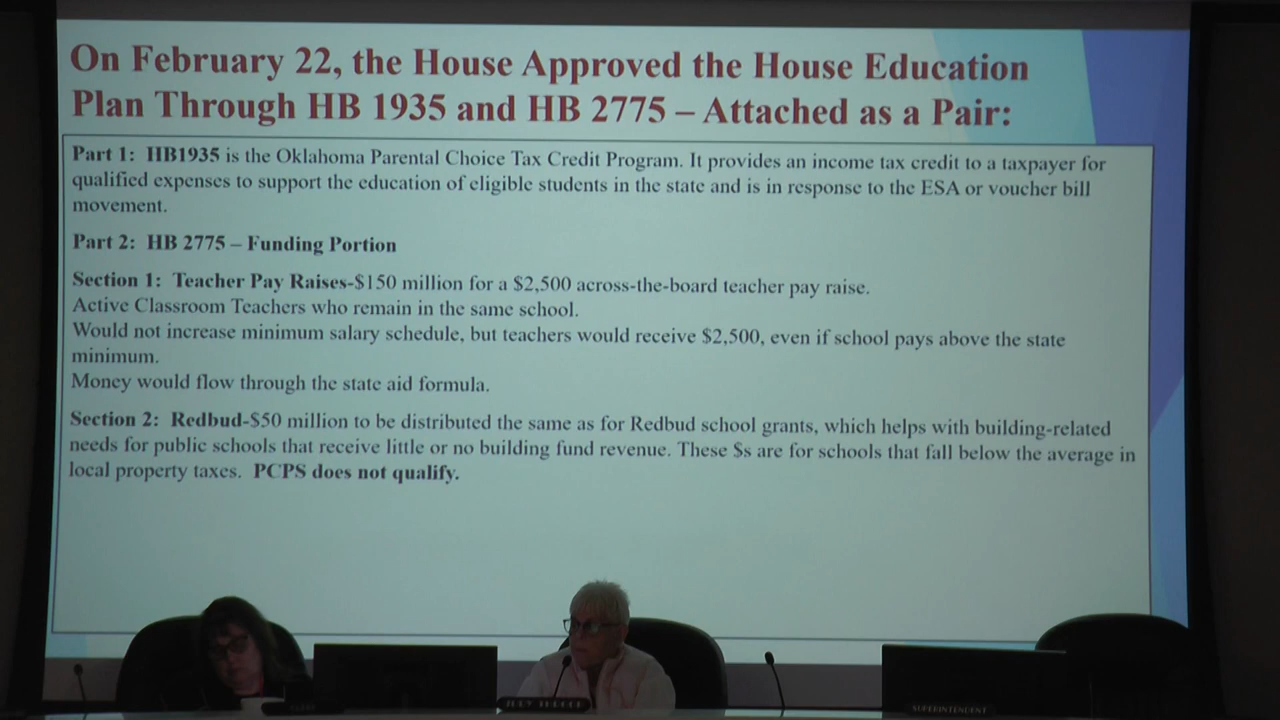 On February 22, the House Approved the House Education
Plan Through HB 1935 and HB 2775 – Attached as a Pair:
Part 1: HB1935 is the Oklahoma Parental Choice Tax Credit Program. It provides an income tax credit to a taxpayer for
qualified expenses to support the education of eligible students in the state and is in response to the ESA or voucher bill
movement.
Part 2: HB 2775 – Funding Portion
Section 1: Teacher Pay Raises-$150 million for a $2,500 across-the-board teacher pay raise.
Active Classroom Teachers who remain in the same school.
Would not increase minimum salary schedule, but teachers would receive $2,500, even if school pays above the state
minimum.
Money would flow through the state aid formula.
Section 2: Redbud-$50 million to be distributed the same as for Redbud school grants, which helps with building-related
needs for public schools that receive little or no building fund revenue. These $s are for schools that fall below the average in
local property taxes. PCPS does not qualify.
SUPERINTENDENT